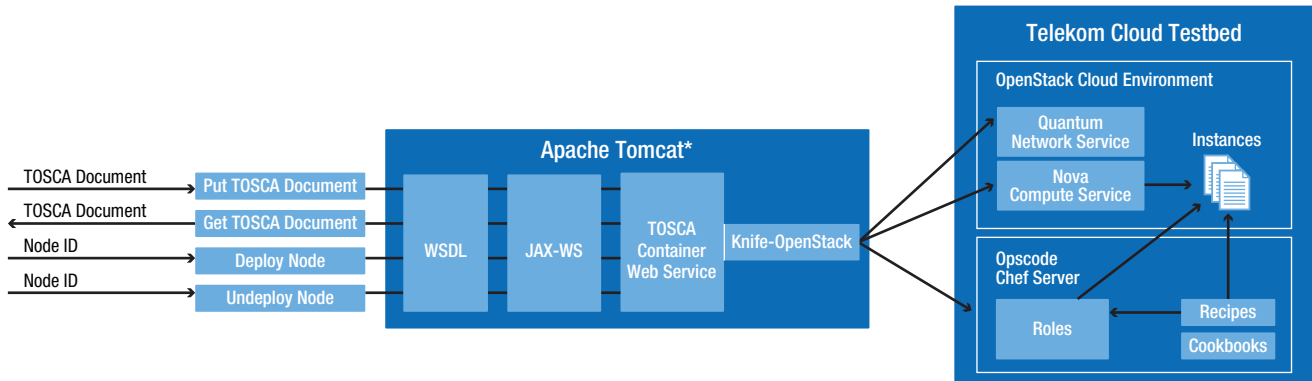 TOSCA Document
Put TOSCA Document
TOSCA Document
Get TOSCA Document
Node ID
Deploy Node
Node ID
Undeploy Node
Apache Tomcat*
WSDL
JAX-WS
TOSCA
Container
Web Service
Knife-OpenStack
Telekom Cloud Testbed
OpenStack Cloud Environment
Quantum
Network Service
Nova
Compute Service
Instances
Opscode
Chef Server
Roles
Recipes
Cookbooks